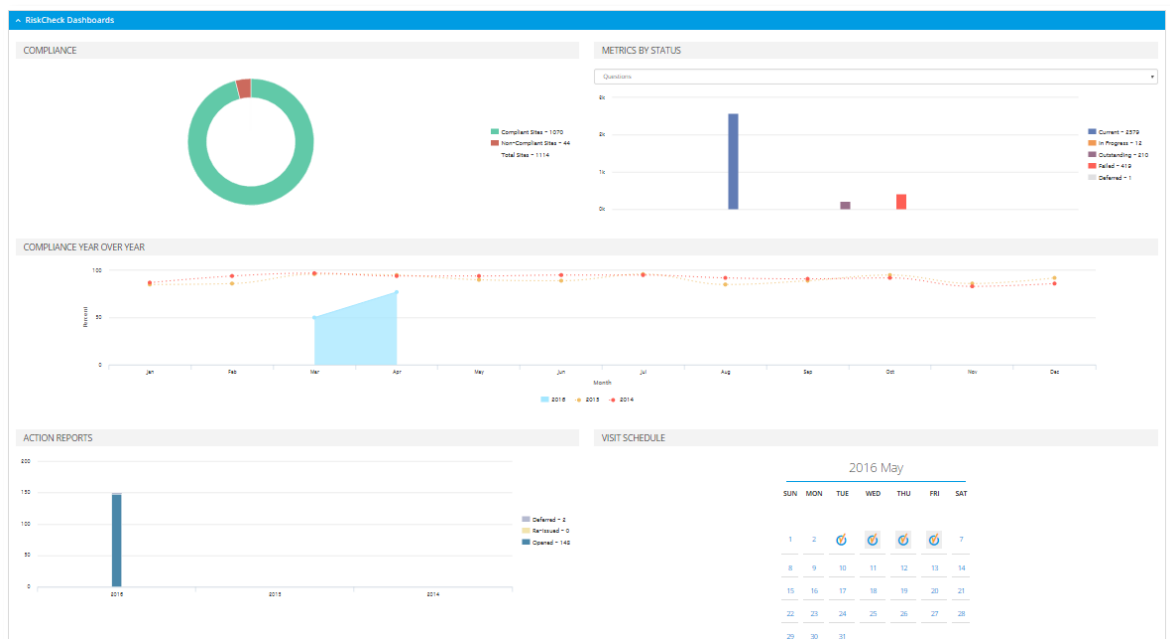 RiskCheck Dashboards
COMPLIANCE
Compliant Sites - 1070
Non-Compliant Sites - 44
Total Sites - 1114
METRICS BY STATUS
Questions
2k
1k
0k
Current - 2579
In Progress - 12
Outstanding - 210
Failed - 419
Deferred - 1
COMPLIANCE YEAR OVER YEAR
100
50
0
Percent
Jan Feb Mar Apr May Jun Jul Aug Sep Oct Nov Dec
Month
2016 2015 2014
ACTION REPORTS
200
150
100
50
0
2016 2015 2014
Deferred - 2
Re-Issued - 0
Opened - 148
VISIT SCHEDULE
2016 May
SUN MON TUE WED THU FRI SAT
1 2 7
8 9 10 11 12 13 14
15 16 17 18 19 20 21
22 23 24 25 26 27 28
29 30 31